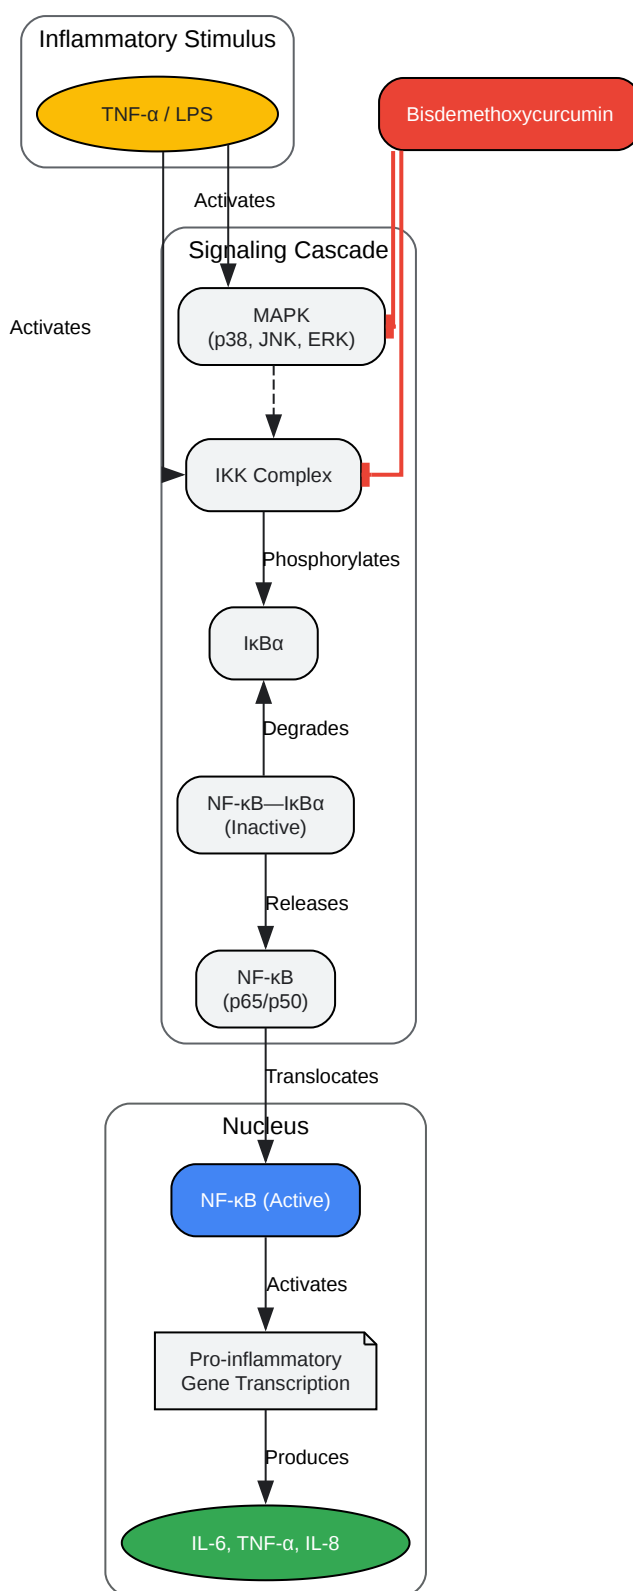 Inflammatory Stimulus
TNF-α / LPS
Bisdemethoxycurcumin
Activates
Signaling Cascade
Activates
MAPK
(p38, JNK, ERK)
IKK Complex
Phosphorylates
IκBα
Degrades
NF-κB—IκBα
(Inactive)
Releases
NF-κB
(p65/p50)
Translocates
Nucleus
NF-κB (Active)
Activates
Pro-inflammatory
Gene Transcription
Produces
IL-6, TNF-α, IL-8